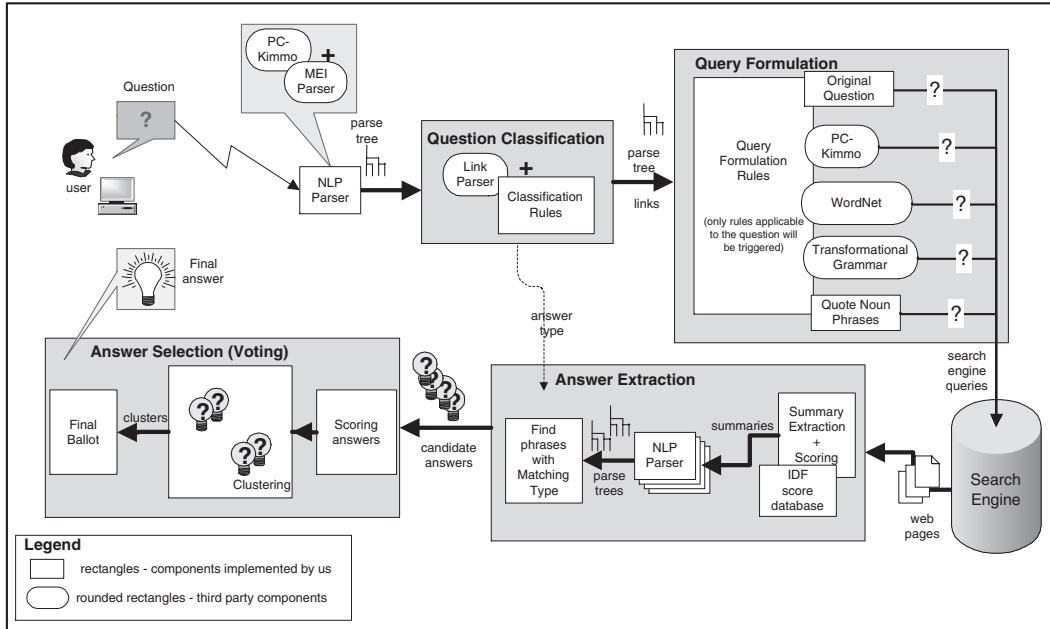 Question
?
user
PC-
Kimmo
+
MEI
Parser
NLP
Parser
parse
tree
Question Classification
Link
Parser
+
Classification
Rules
parse
tree
links
Query Formulation
Query
Formulation
Rules
(only rules applicable
to the question will
be triggered)
Original
Question
?
PC-
Kimmo
?
WordNet
?
Transformational
Grammar
?
Quote Noun
Phrases
?
search
engine
queries
Search
Engine
web
pages
answer
type
Answer Extraction
Summary
Extraction
+
Scoring
IDF
score
database
summaries
NLP
Parser
parse
trees
Find
phrases
with
Matching
Type
? ? ? ?
candidate
answers
Answer Selection (Voting)
Scoring
answers
? ?
? ?
Clustering
clusters
Final
Ballot
Final
answer
Legend
rectangles - components implemented by us
rounded rectangles - third party components